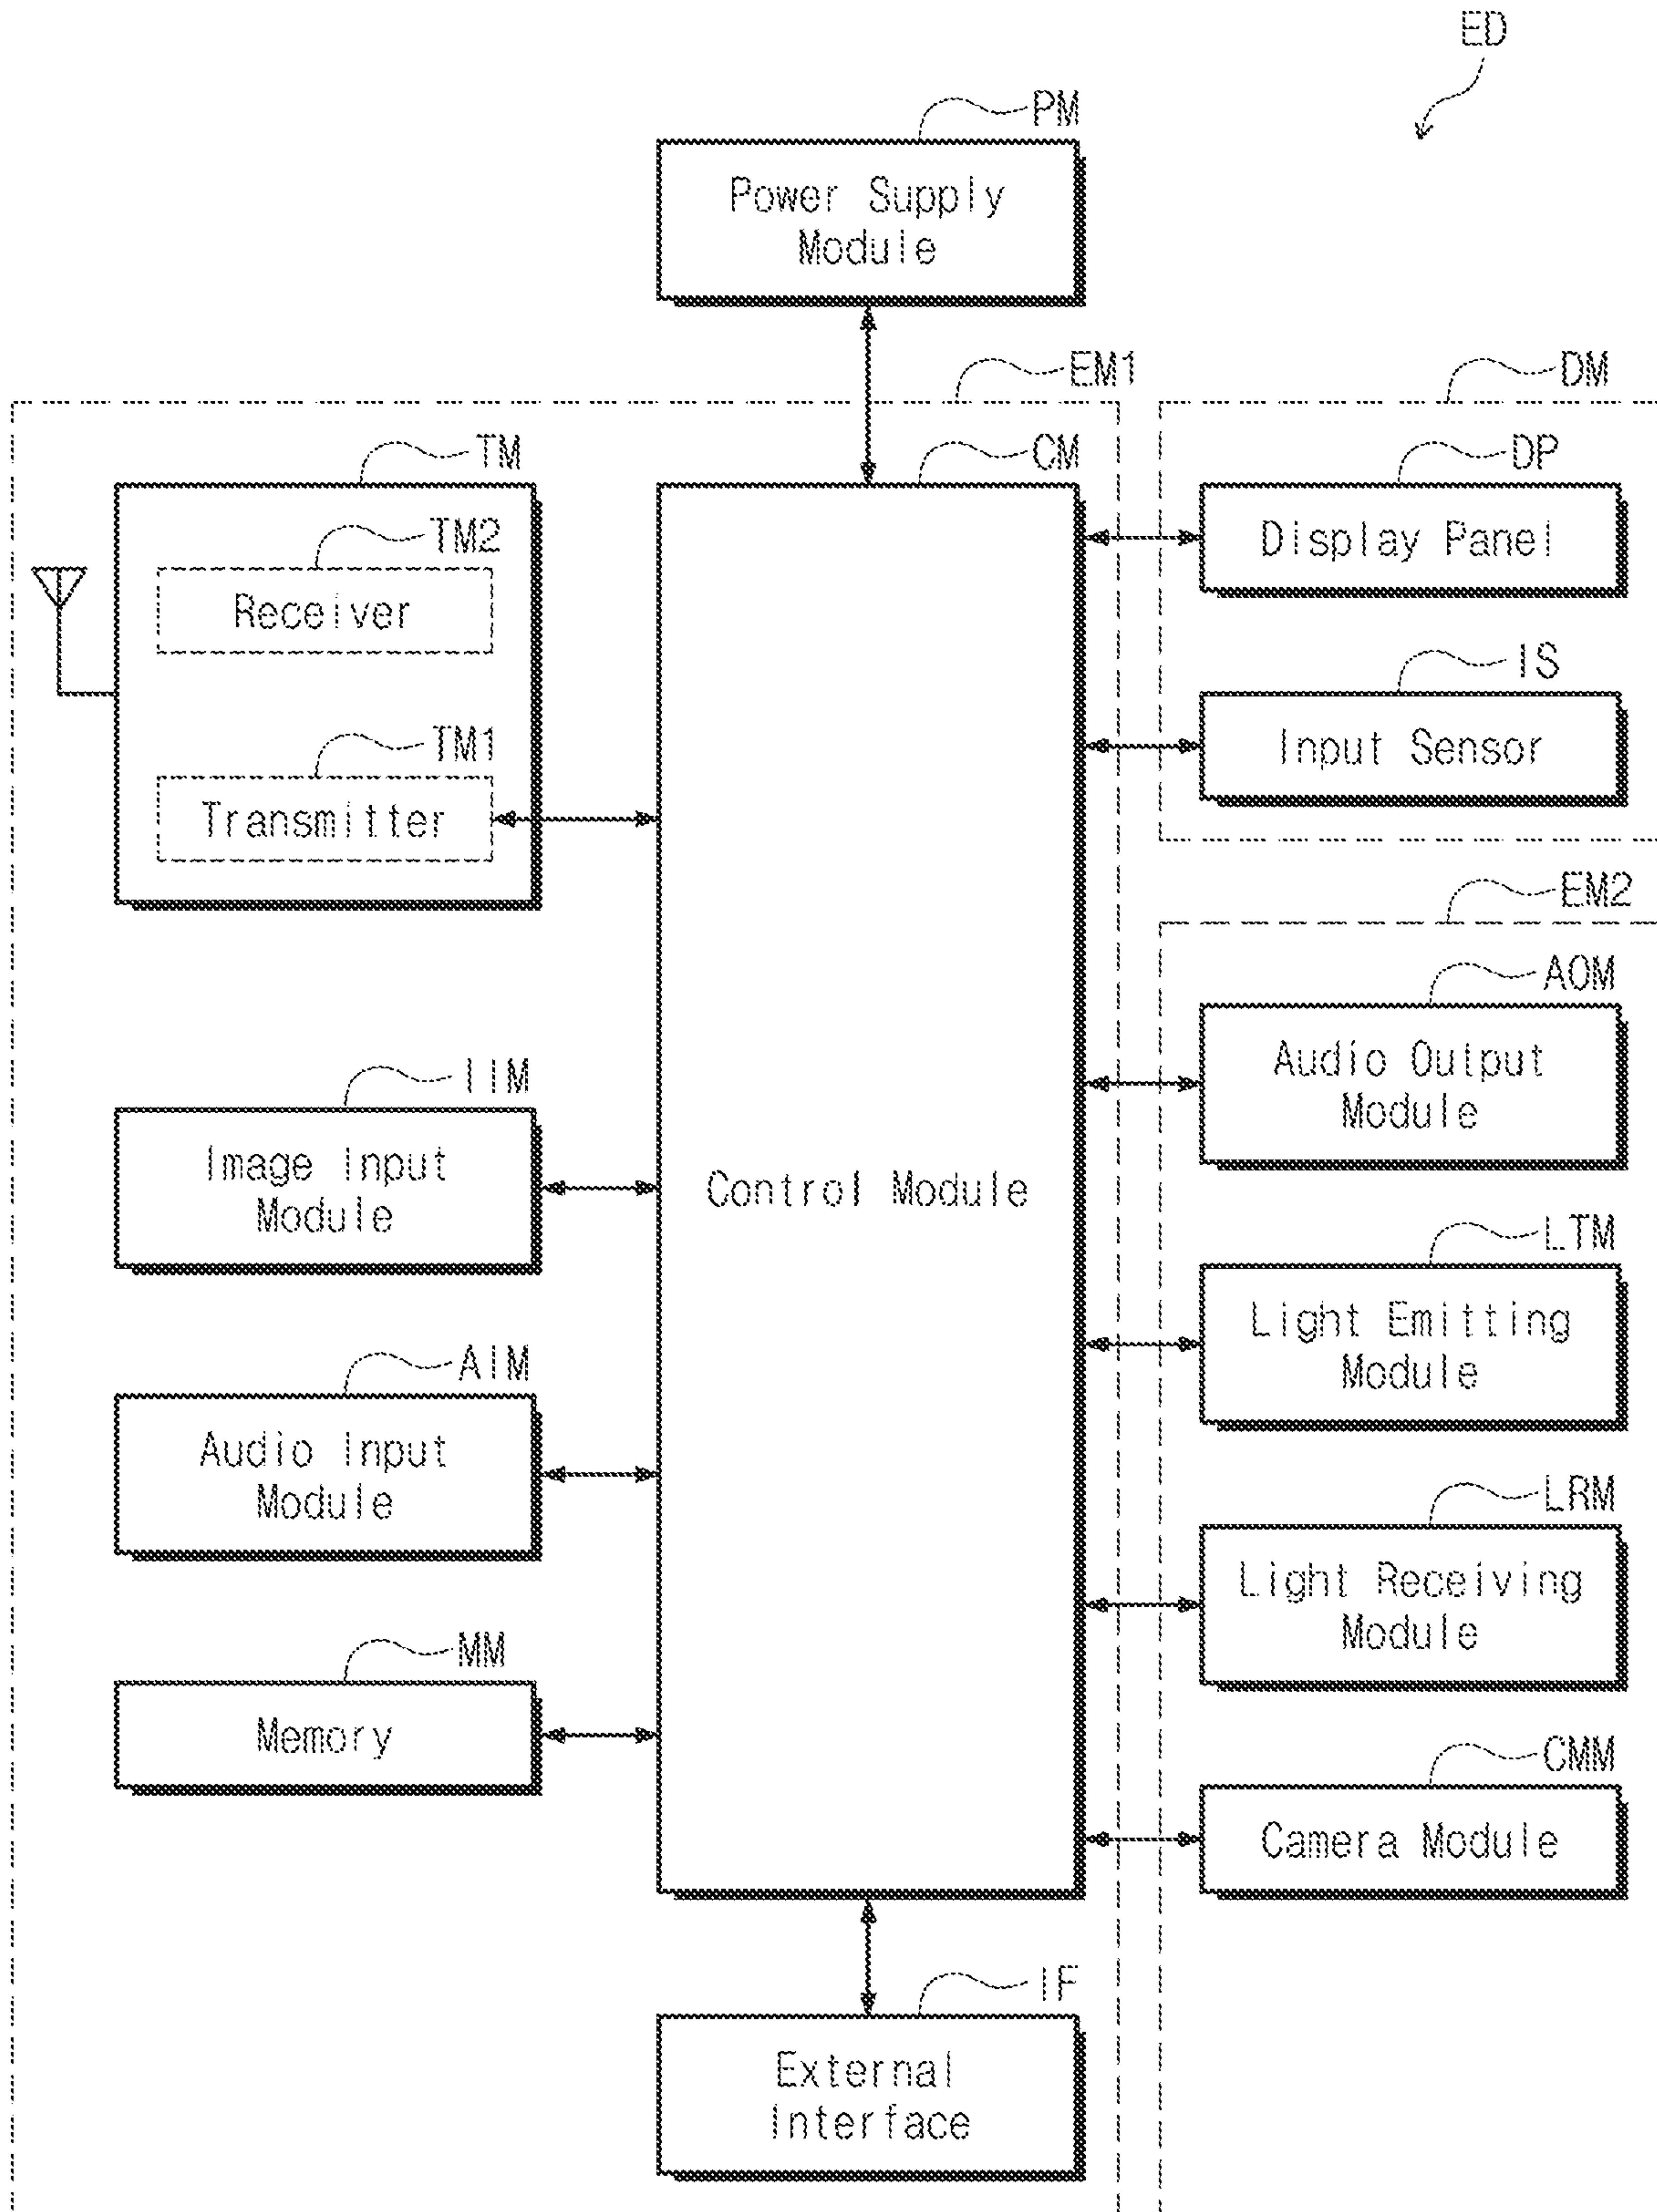 ED
PM
Power Supply
Module
EM1
DM
TM
CM
DP
TM2
Receiver
Display Panel
IS
TM1
Transmitter
Input Sensor
EM2
AOM
Audio Output
Module
IIM
Image Input
Module
Control Module
LTM
Light Emitting
Module
AIM
Audio Input
Module
LRM
Light Receiving
Module
MM
Memory
CMM
Camera Module
IF
External
Interface